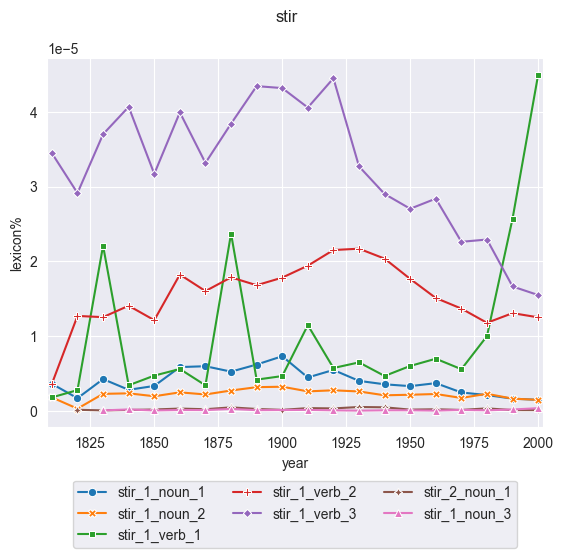 stir
1e−5
4
3
2
1
0
lexicon%
1825 1850 1875 1900 1925 1950 1975 2000
year
stir_1_noun_1 stir_1_verb_2 stir_2_noun_1
stir_1_noun_2 stir_1_verb_3 stir_1_noun_3
stir_1_verb_1